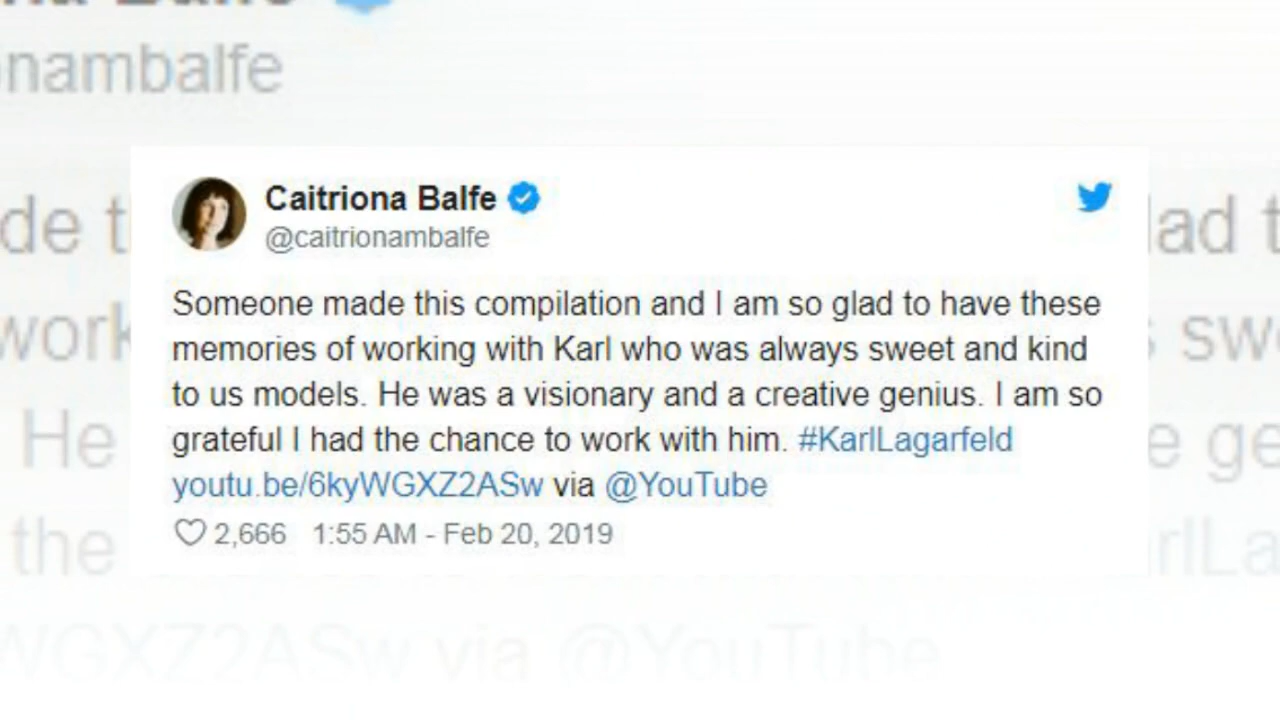 Caitriona Balfe
@caitrionambalfe
Someone made this compilation and I am so glad to have these
memories of working with Karl who was always sweet and kind
to us models. He was a visionary and a creative genius. I am so
grateful I had the chance to work with him. #KarlLagarfeld
youtu.be/6kyWGXZ2ASw via @YouTube
2,666 1:55 AM - Feb 20, 2019